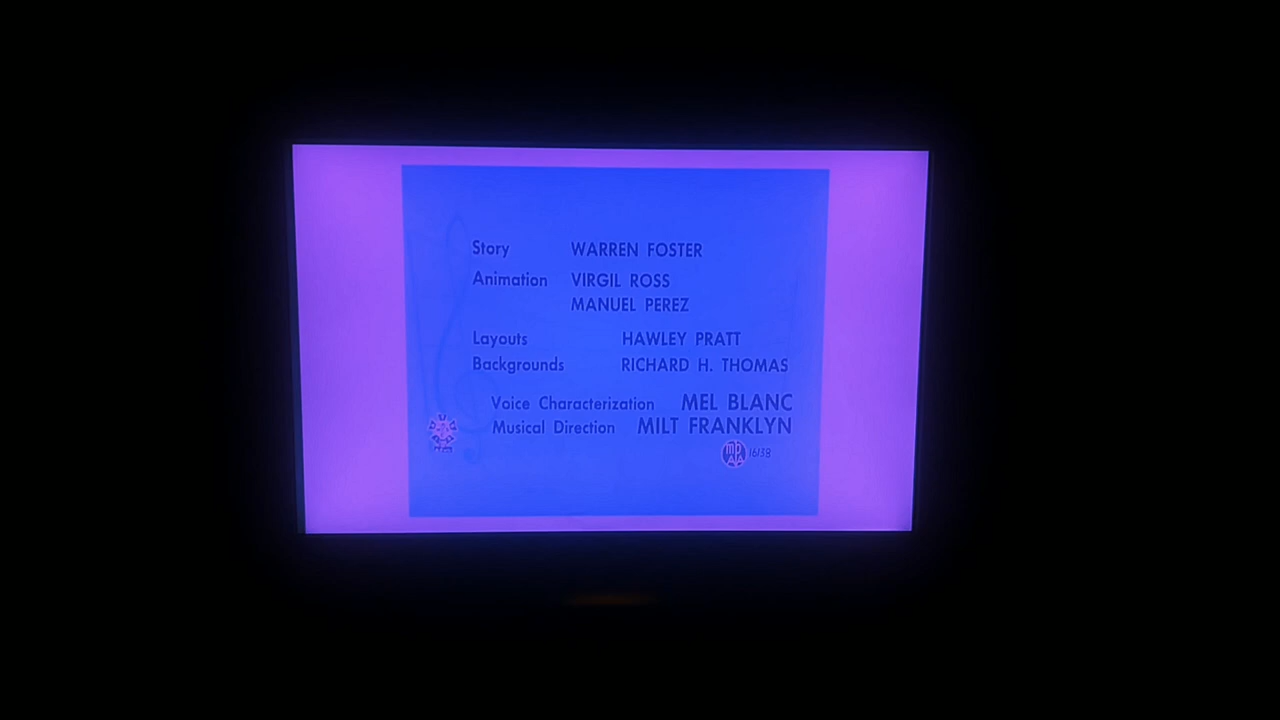 Story WARREN FOSTER
Animation VIRGIL ROSS
MANUEL PEREZ
Layouts HAWLEY PRATT
Backgrounds RICHARD H. THOMAS
Voice Characterization MEL BLANC
Musical Direction MILT FRANKLYN
16138